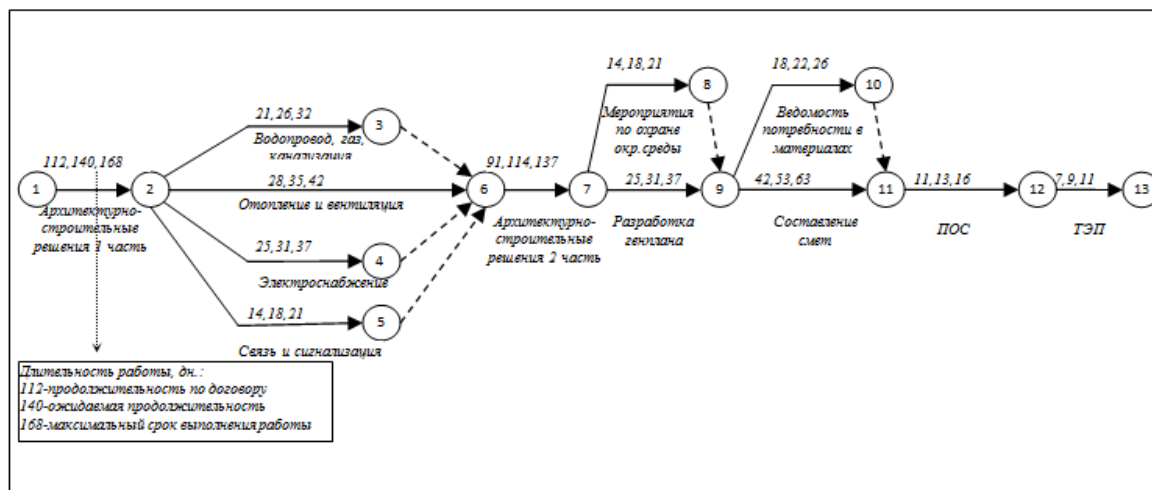 14,18,21
18,22,26
8
10
21,26,32
3
Мероприятия
по охране
окр.среды
Ведомость
потребности в
материалах
Водопровод, газ,
канализация
112,140,168
28,35,42
91,114,137
25,31,37
42,53,63
11,13,16
7,9,11
1
2
6
7
9
11
12
13
Архитектурно-
строительные
решения 1 часть
Отопление и вентиляция
Архитектурно-
строительные
решения 2 часть
Разработка
генплана
Составление
смет
ПОС
ТЭП
25,31,37
4
Электроснабжение
14,18,21
5
Связь и сигнализация
Длительность работы, дн.:
112-продолжительность по договору
140-ожидаемая продолжительность
168-максимальный срок выполнения работы